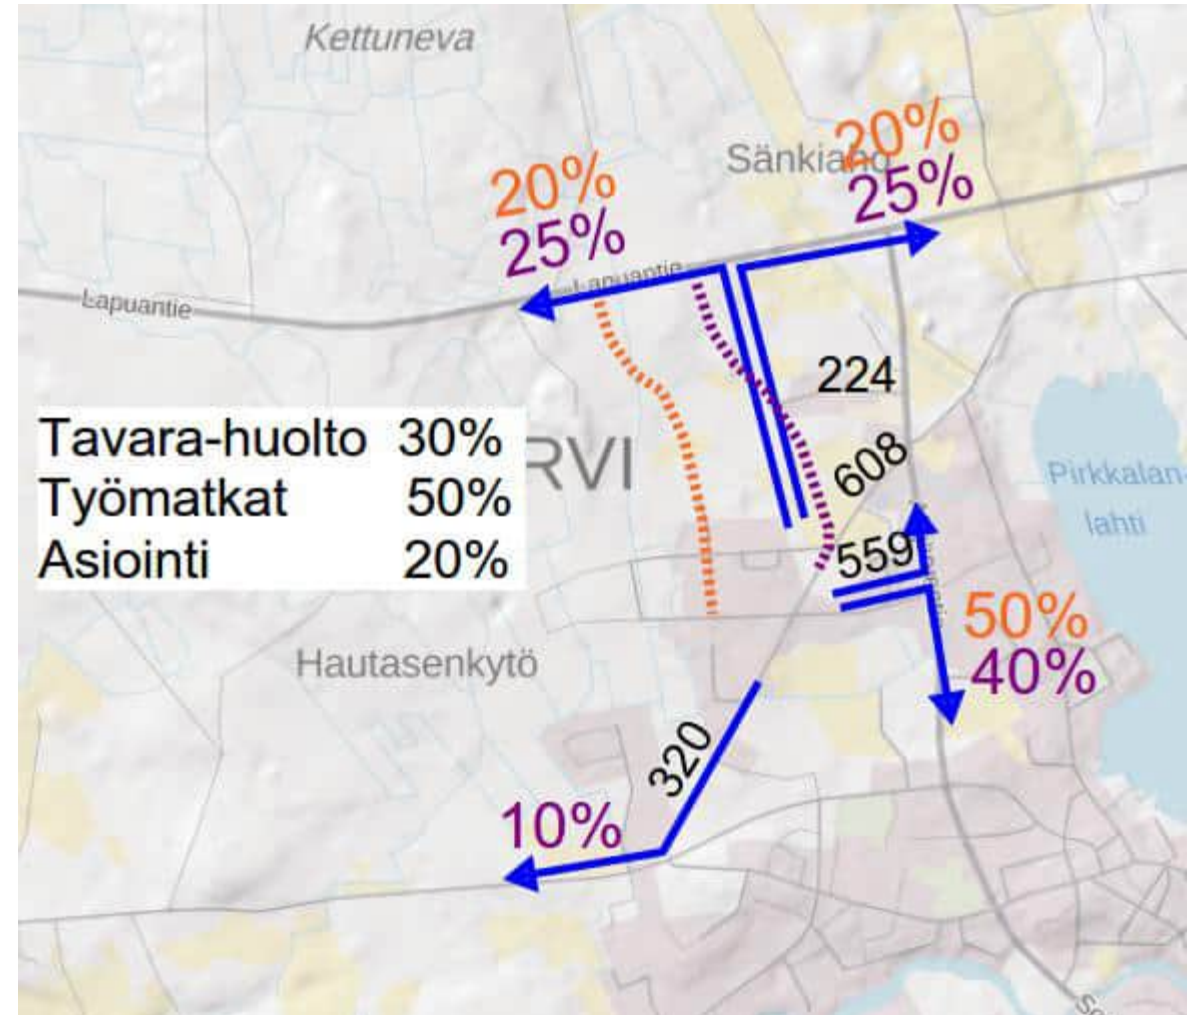 Kettuneva
20%
25%
20%
Sänkiaho
25%
Lapuantie
Lapuantie
224
Tavara-huolto 30%
Työmatkat 50%
Asiointi 20%
RVI
608
559
Pirkkalan-
lahti
50%
40%
Hautasenkytö
320
10%